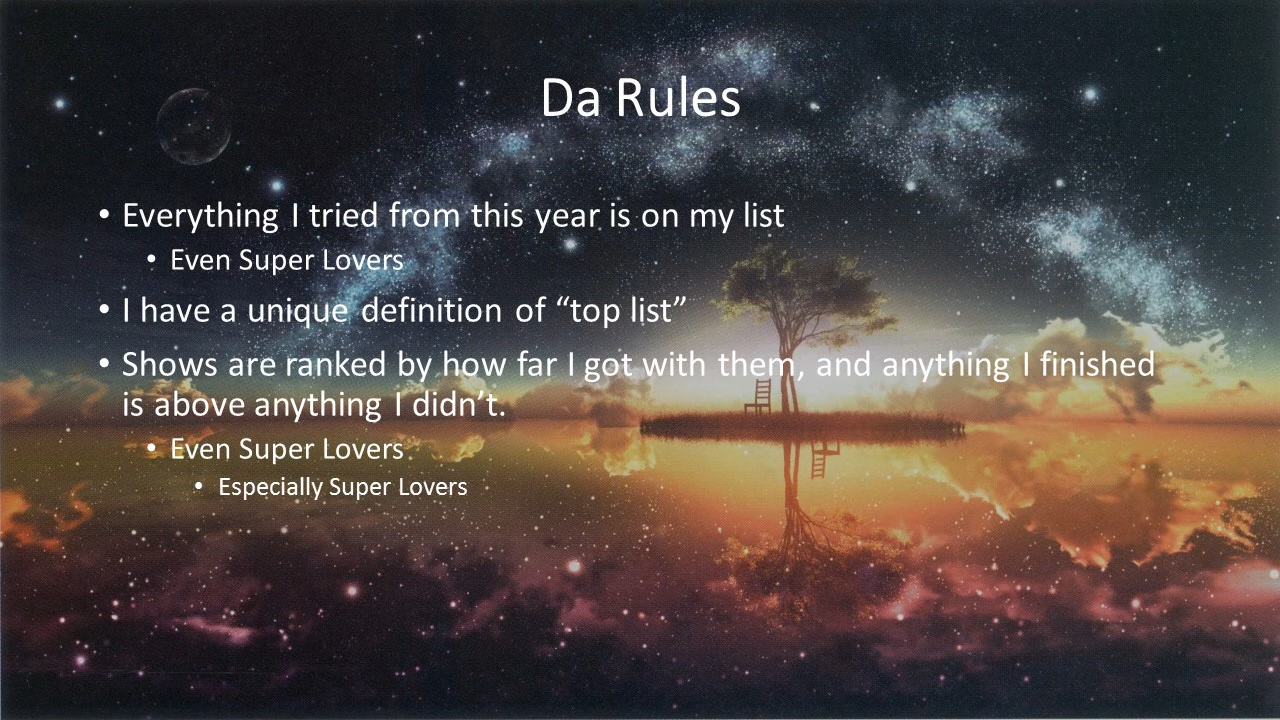 Da Rules
• Everything I tried from this year is on my list
• Even Super Lovers
• I have a unique definition of “top list”
• Shows are ranked by how far I got with them, and anything I finished
is above anything I didn’t.
• Even Super Lovers
• Especially Super Lovers